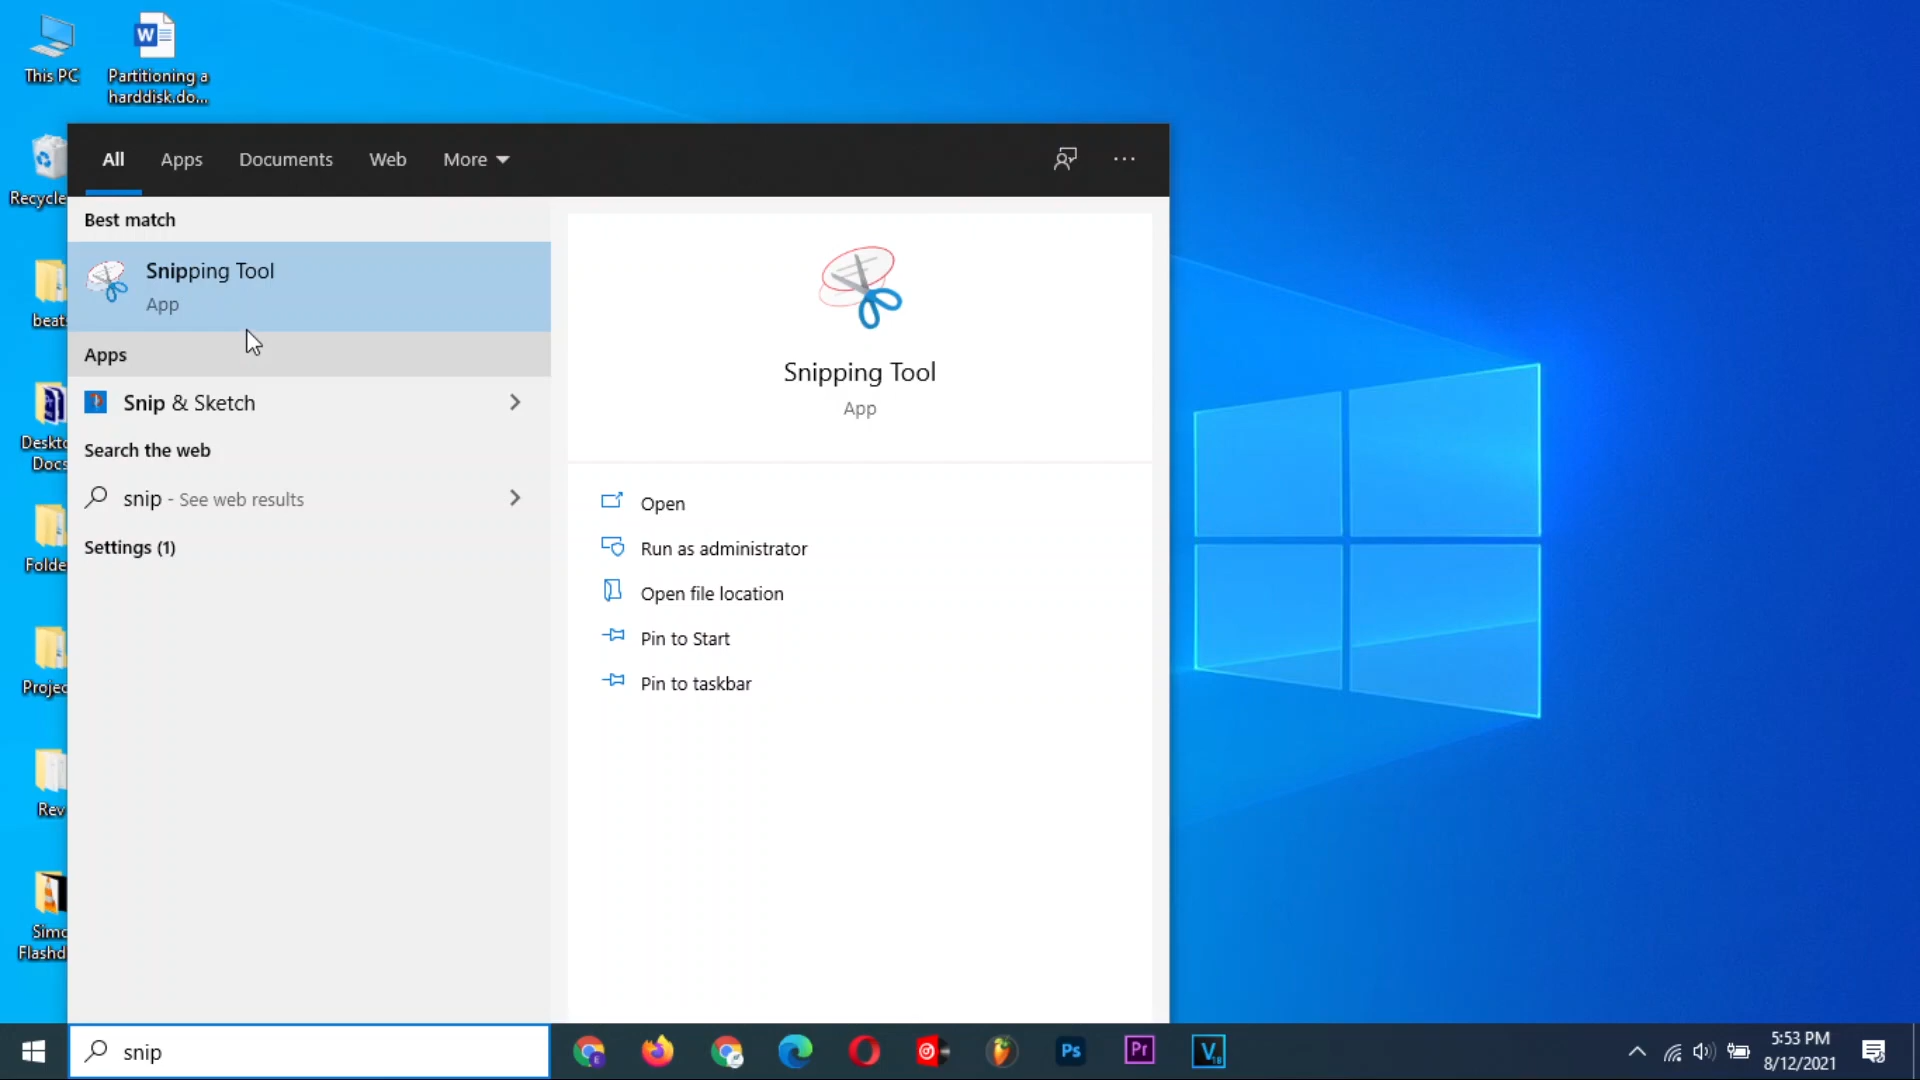 This PC
Partitioning a
harddisk.do...
Recycle
beat
Deskto
Docs
Folde
Projec
Rev
Simo
Flashd
All
Apps
Documents
Web
More
Best match
Snipping Tool
App
Apps
Snip & Sketch
Search the web
snip - See web results
Settings (1)
Snipping Tool
App
Open
Run as administrator
Open file location
Pin to Start
Pin to taskbar
snip
Ps
Pr
V
5:53 PM
8/12/2021